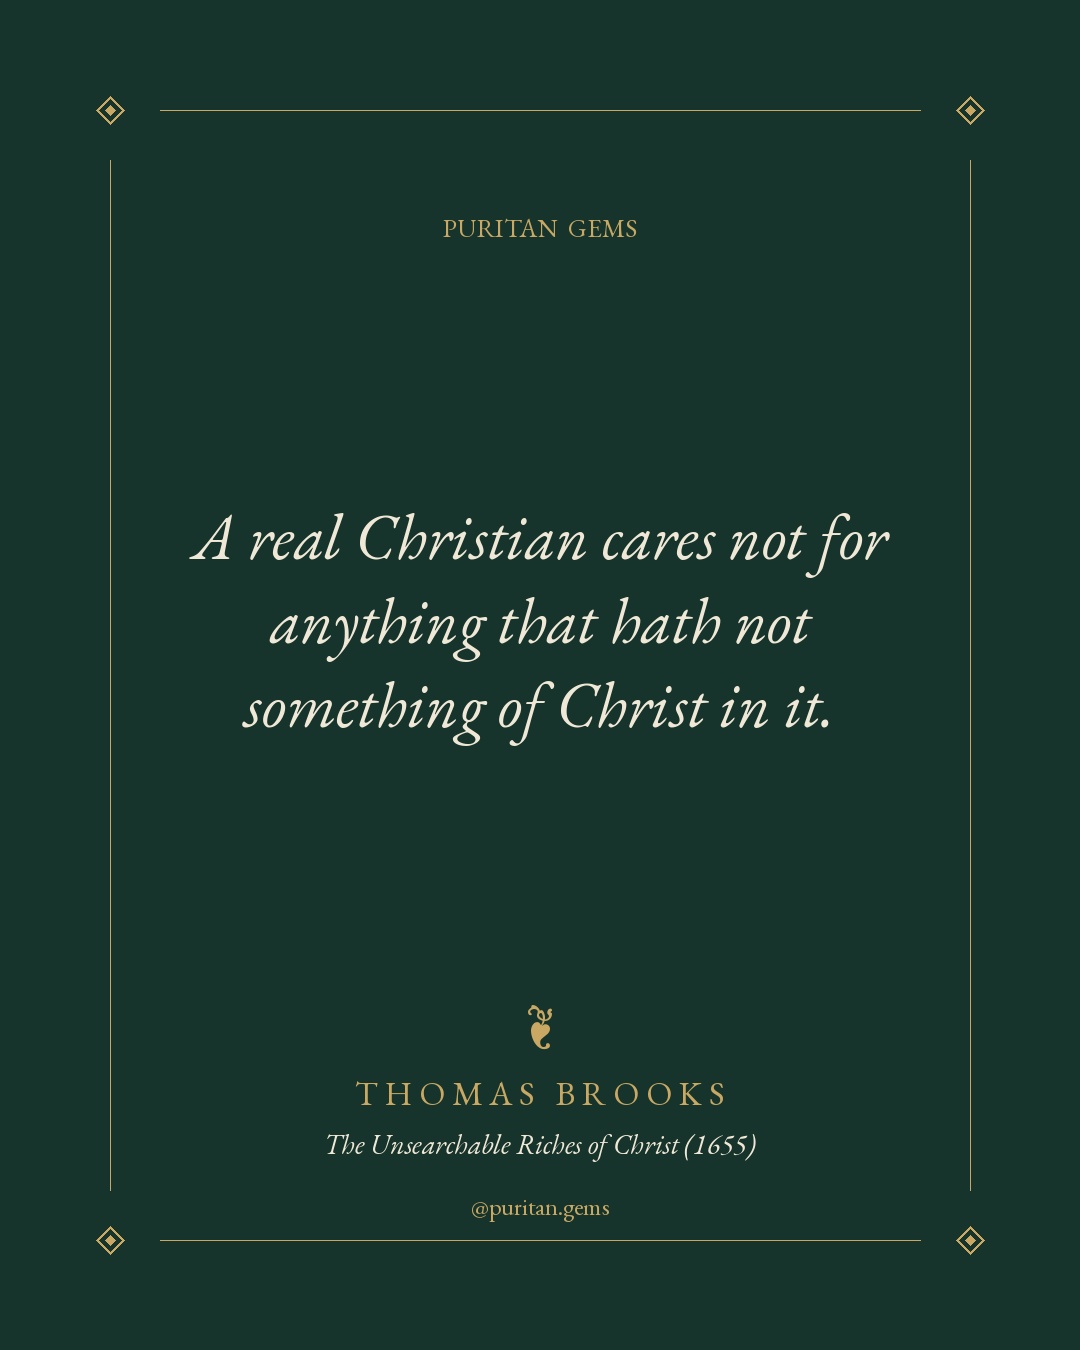 PURITAN GEMS
A real Christian cares not for
anything that hath not
something of Christ in it.
THOMAS BROOKS
The Unsearchable Riches of Christ (1655)
@puritan.gems